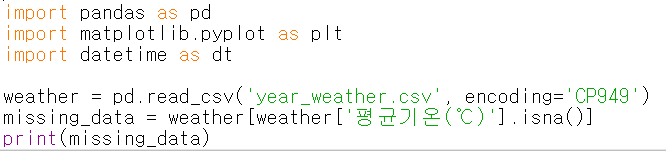 import pandas as pd
import matplotlib.pyplot as plt
import datetime as dt
weather = pd.read_csv('year_weather.csv', encoding='CP949')
missing_data = weather[weather['평균기온(℃)'].isna()]
print(missing_data)